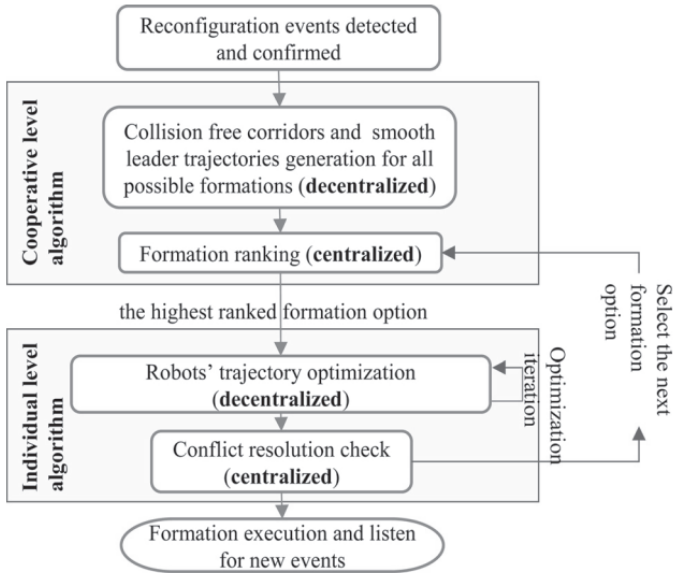 Reconfiguration events detected
and confirmed
Cooperative level
algorithm
Collision free corridors and smooth
leader trajectories generation for all
possible formations (decentralized)
Formation ranking (centralized)
the highest ranked formation option
Select the next
formation
option
Individual level
algorithm
Robots’ trajectory optimization
(decentralized)
Optimization
iteration
Conflict resolution check
(centralized)
Formation execution and listen
for new events